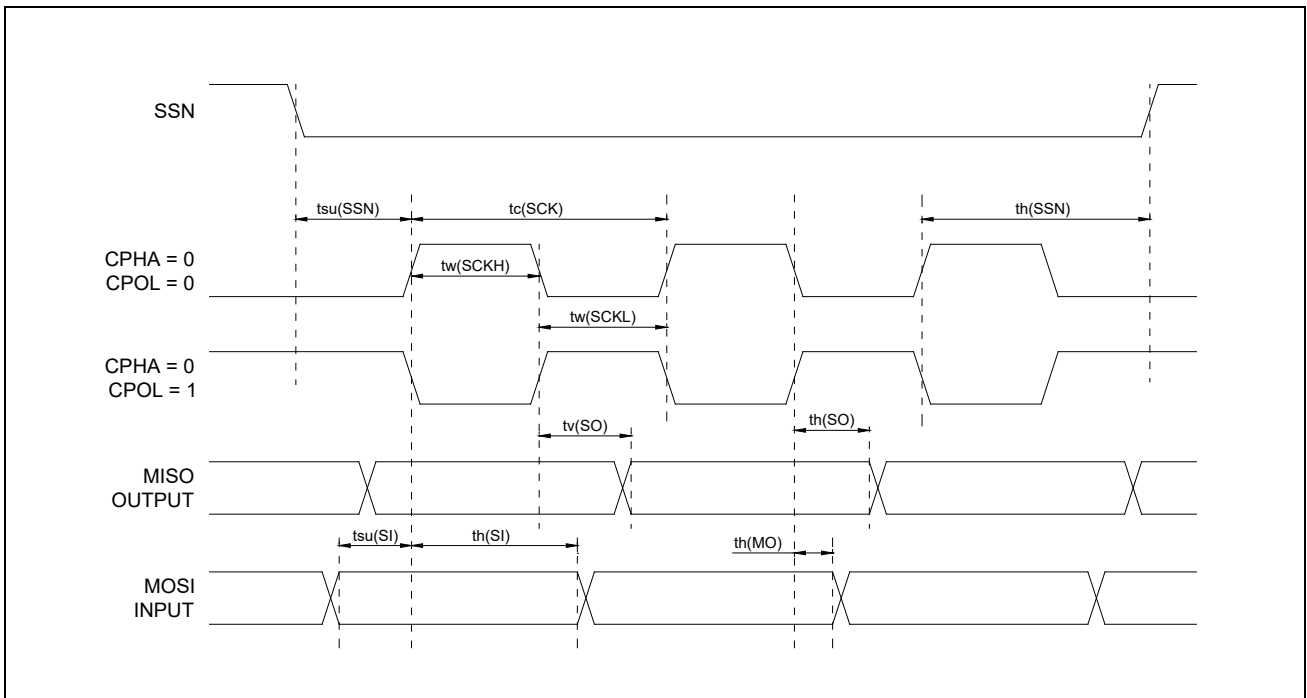 SSN
tsu(SSN)
tc(SCK)
th(SSN)
CPHA = 0
CPOL = 0
tw(SCKH)
tw(SCKL)
CPHA = 0
CPOL = 1
tv(SO)
th(SO)
MISO
OUTPUT
tsu(SI)
th(SI)
th(MO)
MOSI
INPUT